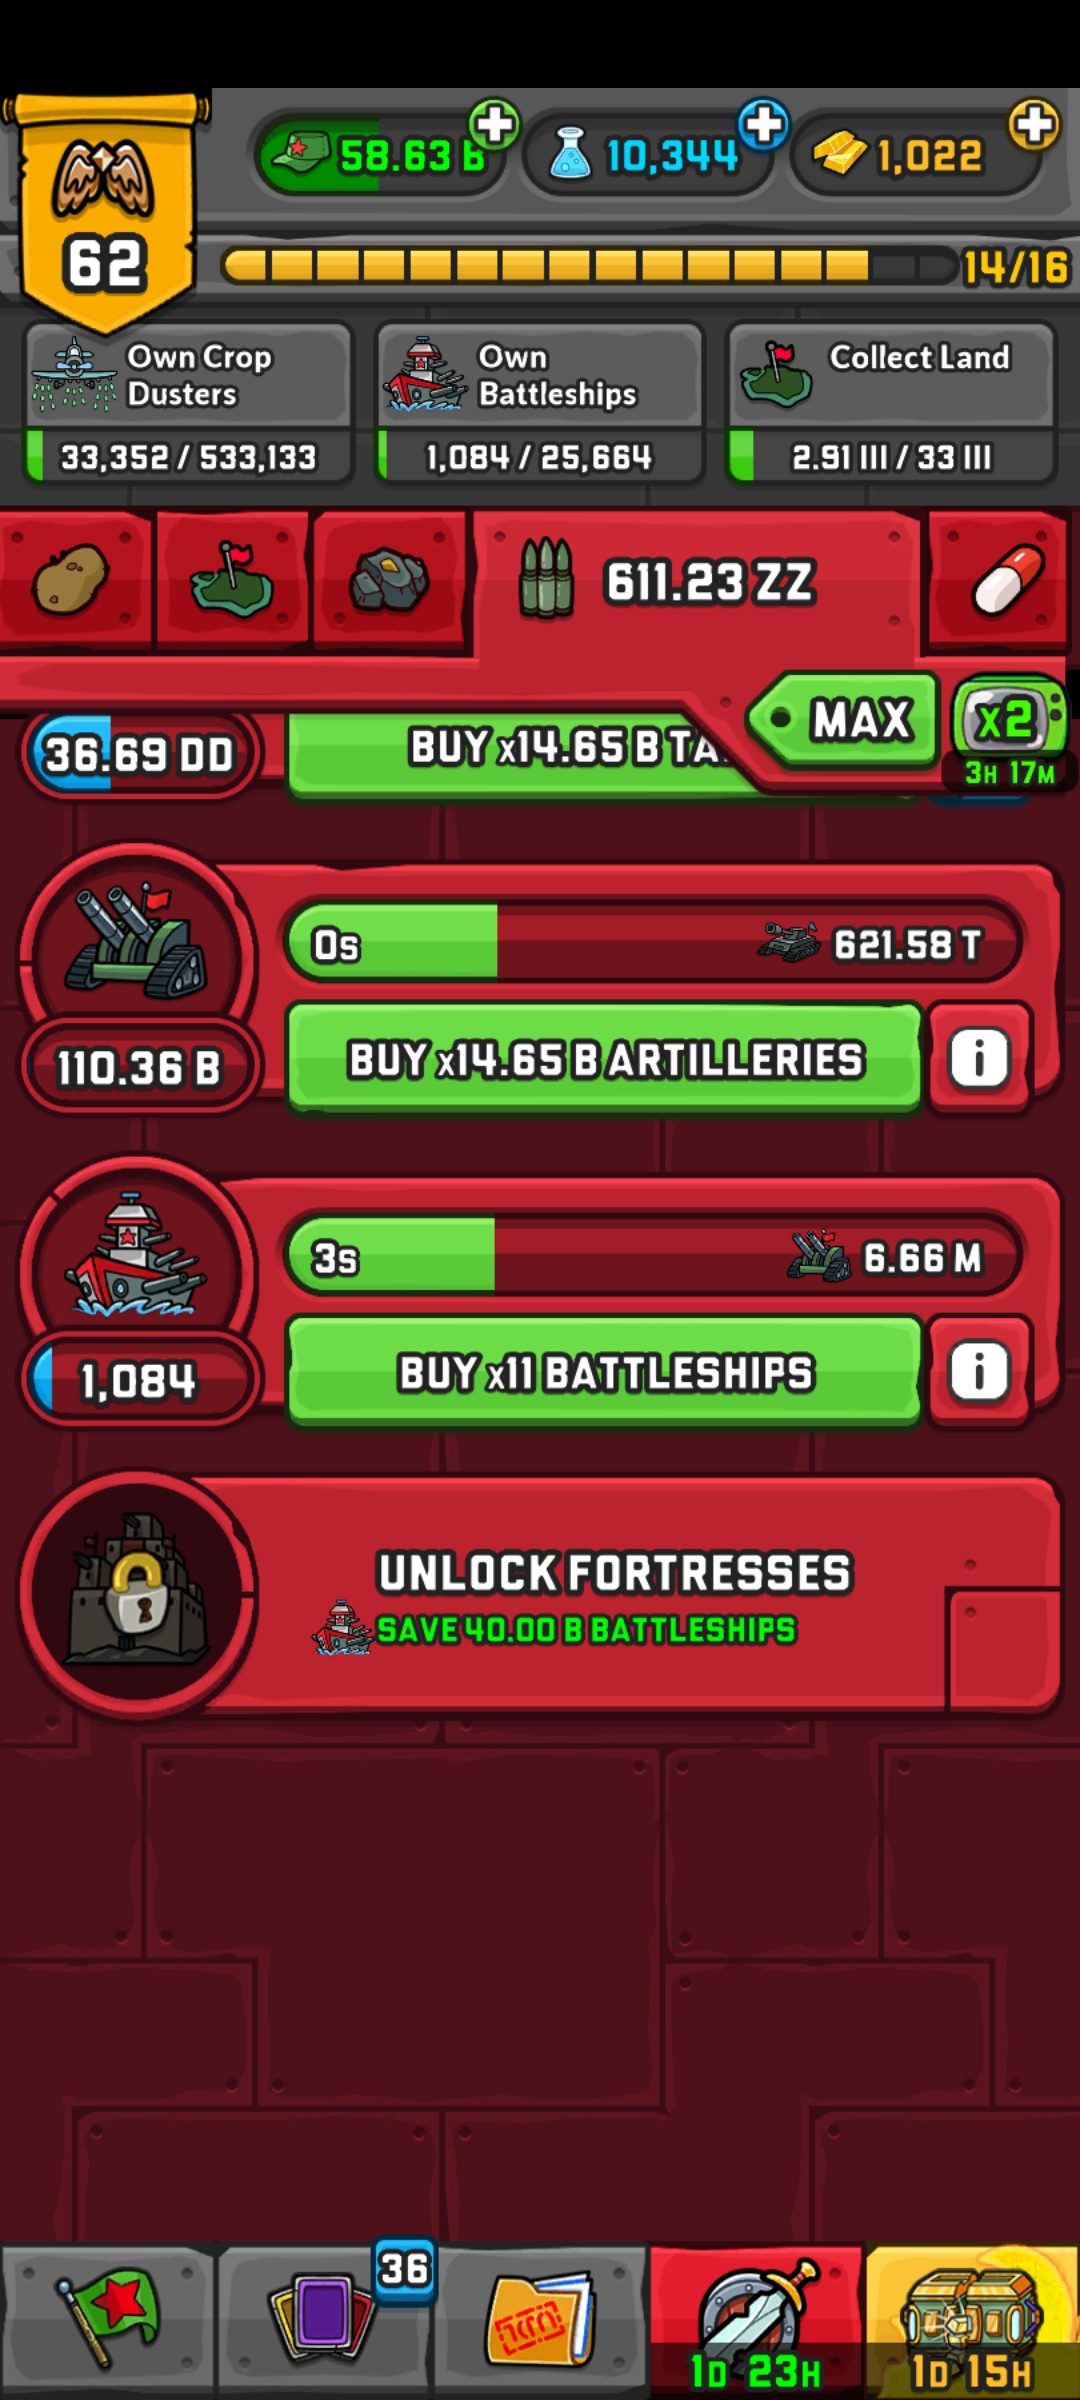 58.63 B
10,344
1,022
62
14/16
Own Crop
Dusters
33,352 / 533,133
Own
Battleships
1,084 / 25,664
Collect Land
2.91 III / 33 III
611.23 ZZ
MAX
x2
3H 17M
36.69 DD
BUY x14.65 B TA
0s
621.58 T
110.36 B
BUY x14.65 B ARTILLERIES
i
3s
6.66 M
1,084
BUY x11 BATTLESHIPS
i
UNLOCK FORTRESSES
SAVE 40.00 B BATTLESHIPS
36
1D 23H
1D 15H